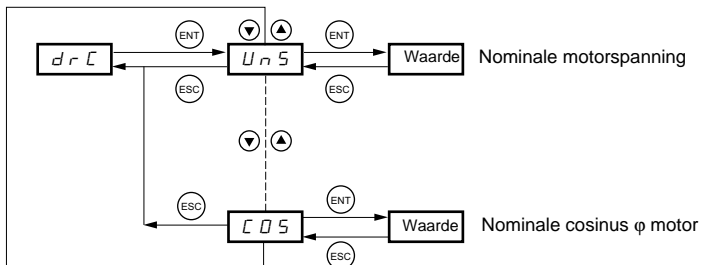 ENT ENT
drC UnS Waarde Nominale motorspanning
ESC ESC
ENT
ESC
COS Waarde Nominale cosinus φ motor
ESC